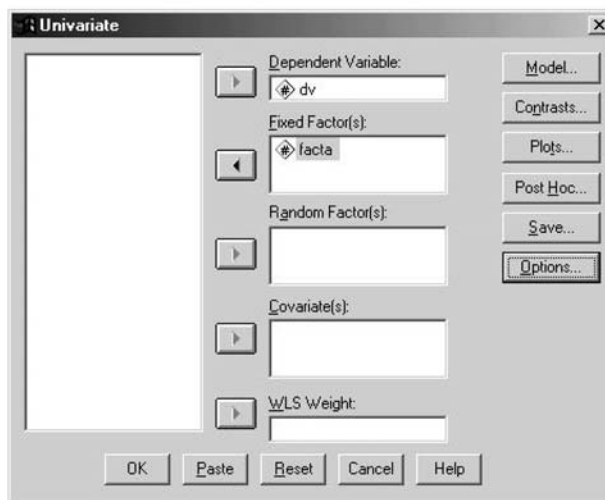 Univariate
Dependent Variable:
dv
Fixed Factor(s):
facta
Random Factor(s):
Covariate(s):
WLS Weight:
Model...
Contrasts...
Plots...
Post Hoc...
Save...
Options...
OK
Paste
Reset
Cancel
Help